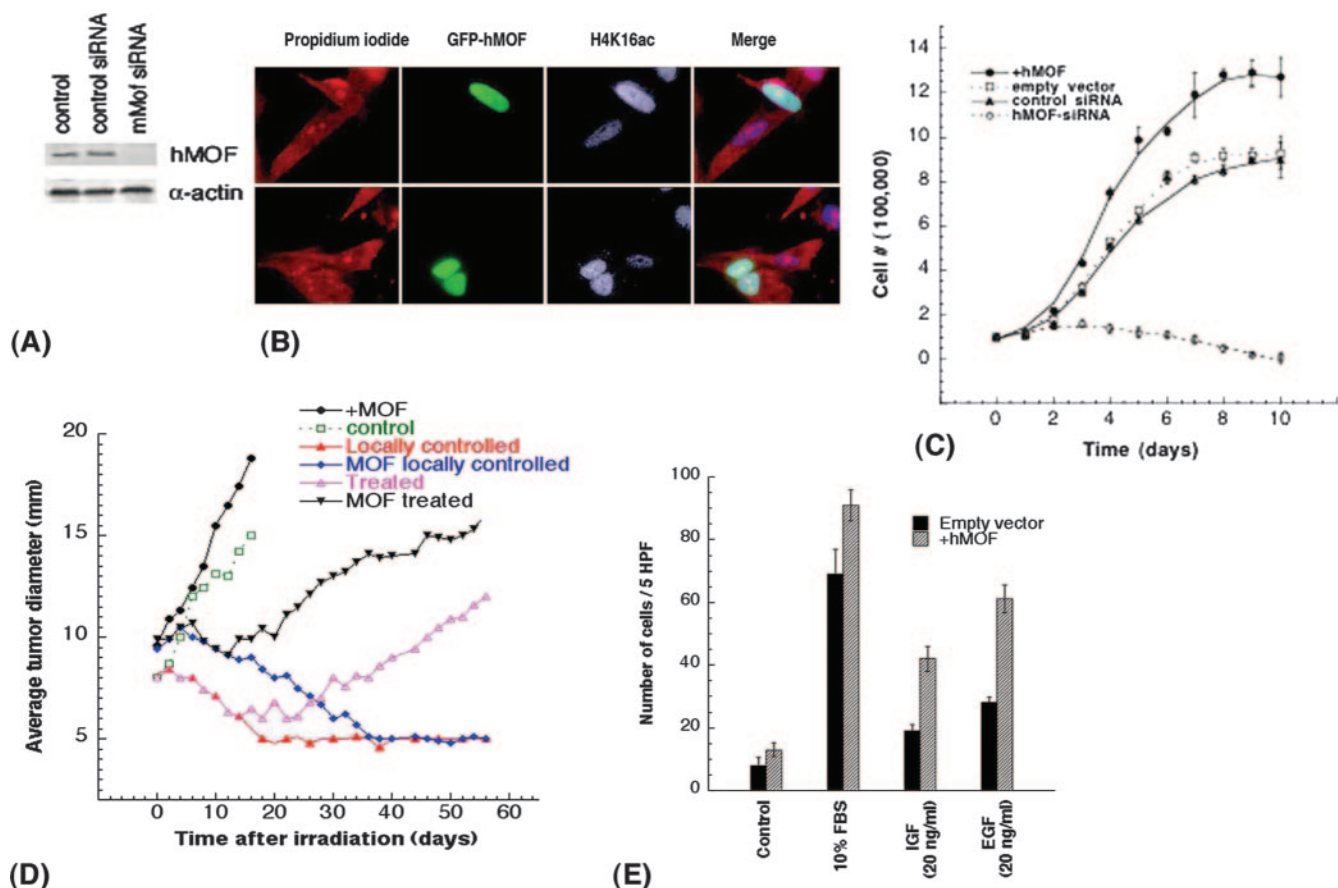 control
control siRNA
mMof siRNA
hMOF
α-actin
(A)
Propidium iodide GFP-hMOF H4K16ac Merge
(B)
+hMOF
empty vector
control siRNA
hMOF-siRNA
Cell # (100,000)
14
12
10
8
6
4
2
0
0 2 4 6 8 10
Time (days)
(C)
+MOF
control
Locally controlled
MOF locally controlled
Treated
MOF treated
Average tumor diameter (mm)
20
15
10
5
0 10 20 30 40 50 60
Time after irradiation (days)
(D)
Empty vector
+hMOF
Number of cells / 5 HPF
100
80
60
40
20
0
Control
10% FBS
IGF
(20 ng/ml)
EGF
(20 ng/ml)
(E)